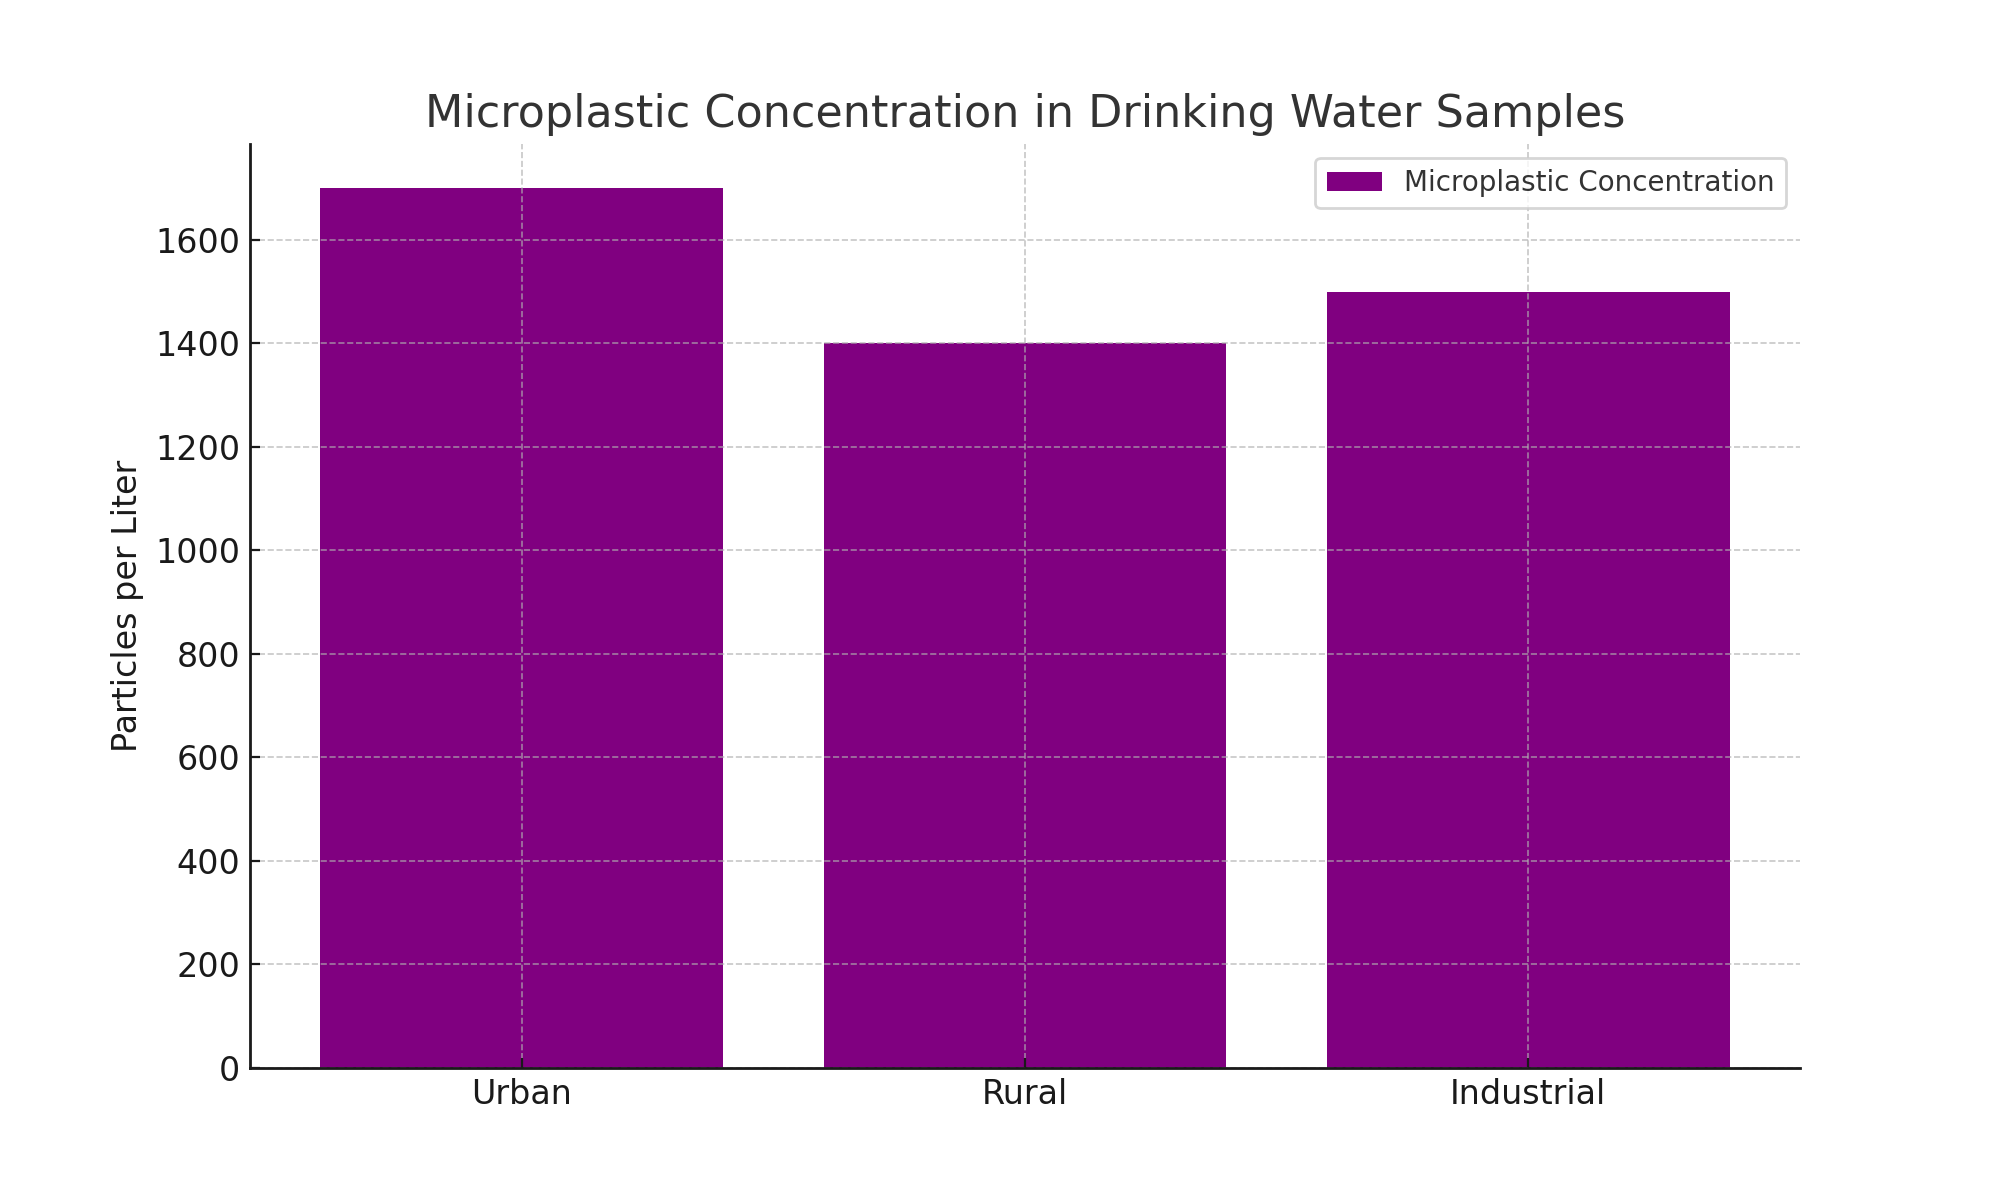 Microplastic Concentration in Drinking Water Samples
Microplastic Concentration
Particles per Liter
1600
1400
1200
1000
800
600
400
200
0
Urban
Rural
Industrial